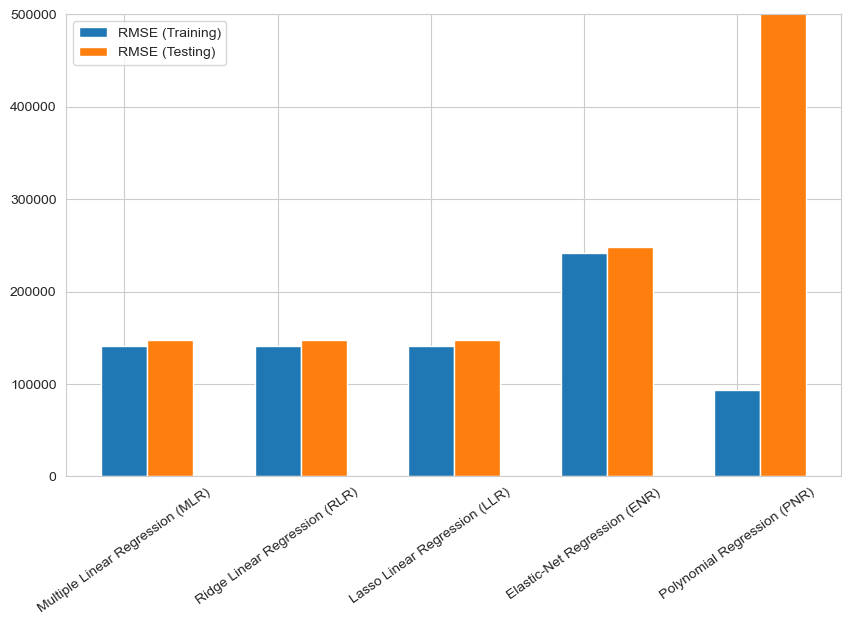 500000
400000
300000
200000
100000
0
RMSE (Training)
RMSE (Testing)
Multiple Linear Regression (MLR)
Ridge Linear Regression (RLR)
Lasso Linear Regression (LLR)
Elastic-Net Regression (ENR)
Polynomial Regression (PNR)